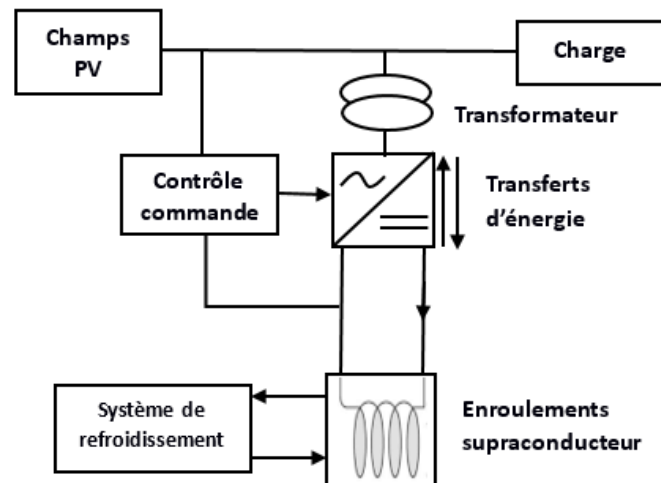 Champs
PV
Charge
Transformateur
Contrôle
commande
Transferts
d'énergie
Système de
refroidissement
Enroulements
supraconducteur